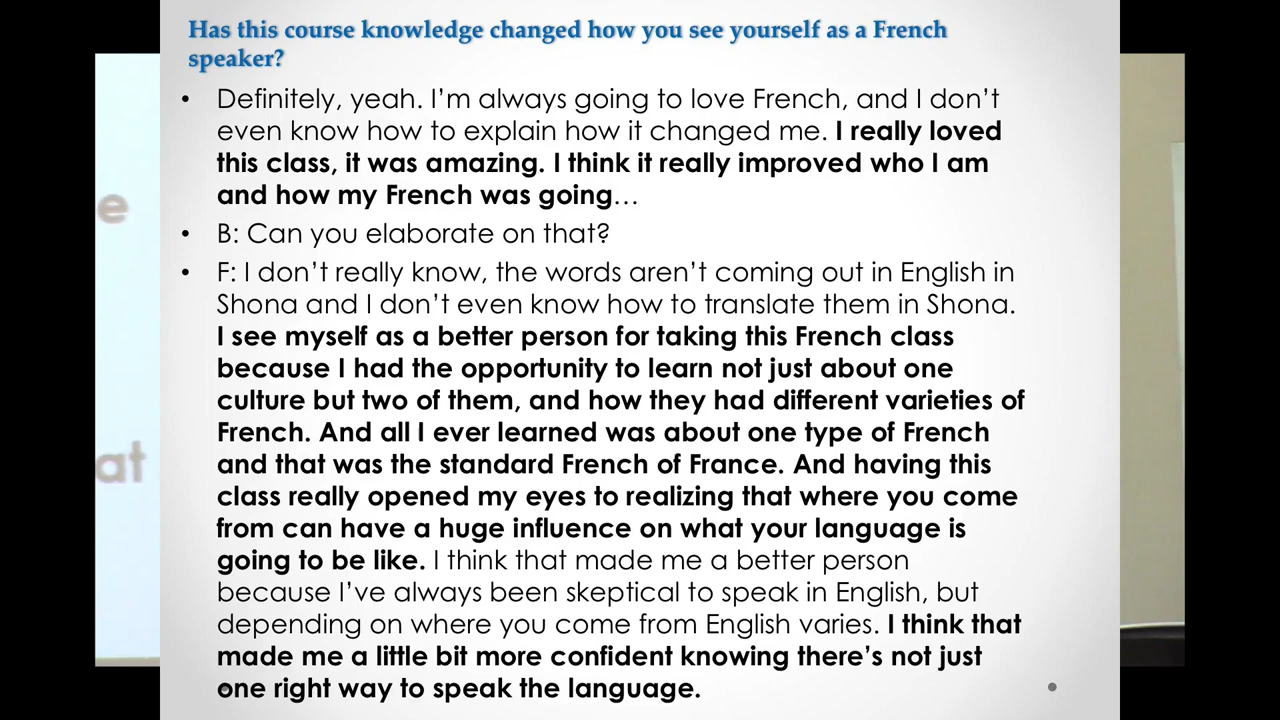 Has this course knowledge changed how you see yourself as a French
speaker?
• Definitely, yeah. I’m always going to love French, and I don’t
even know how to explain how it changed me. I really loved
this class, it was amazing. I think it really improved who I am
and how my French was going…
• B: Can you elaborate on that?
• F: I don’t really know, the words aren’t coming out in English in
Shona and I don’t even know how to translate them in Shona.
I see myself as a better person for taking this French class
because I had the opportunity to learn not just about one
culture but two of them, and how they had different varieties of
French. And all I ever learned was about one type of French
and that was the standard French of France. And having this
class really opened my eyes to realizing that where you come
from can have a huge influence on what your language is
going to be like. I think that made me a better person
because I’ve always been skeptical to speak in English, but
depending on where you come from English varies. I think that
made me a little bit more confident knowing there’s not just
one right way to speak the language.
e
at